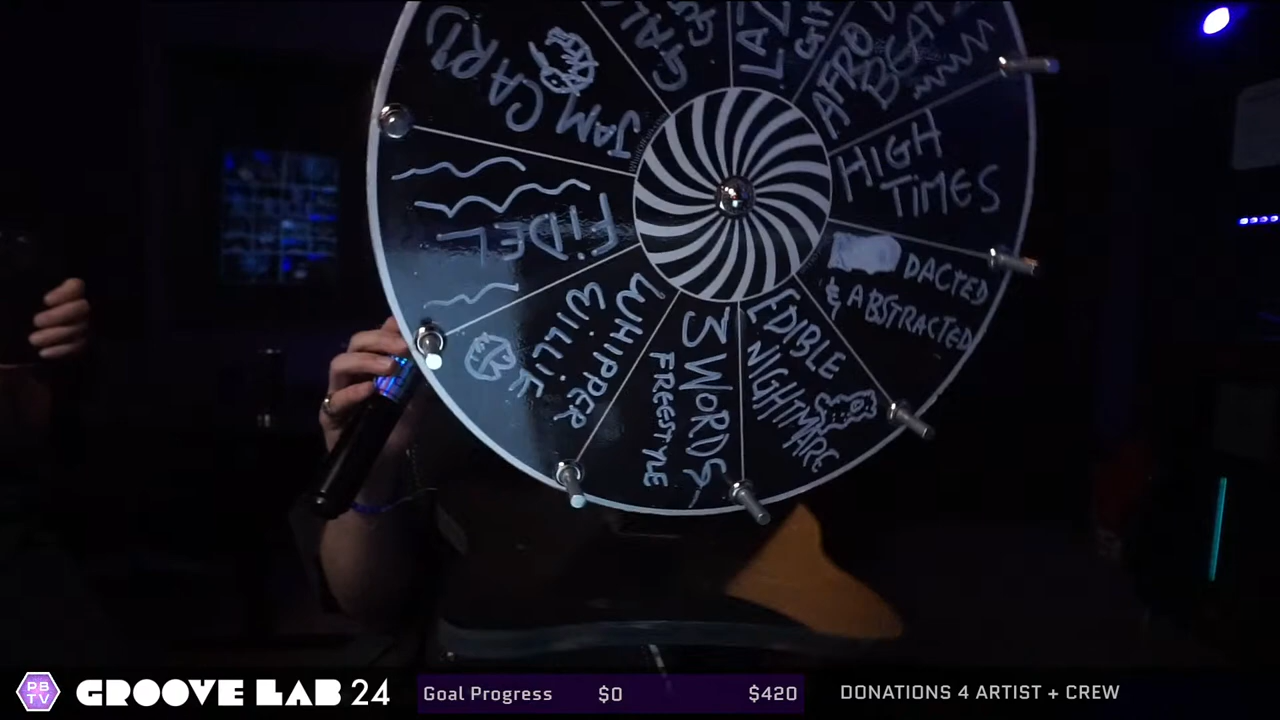 JAM CARD
LAZ
AFRO
BEAT
HIGH
TIMES
DACTED
& ABSTRACTED
EDIBLE
NIGHTMARE
3 WORDS
FREESTYLE
WHIPPER
WILLIE
FiDEL
PB
TV
GROOVE LAB 24
Goal Progress $0 $420
DONATIONS 4 ARTIST + CREW